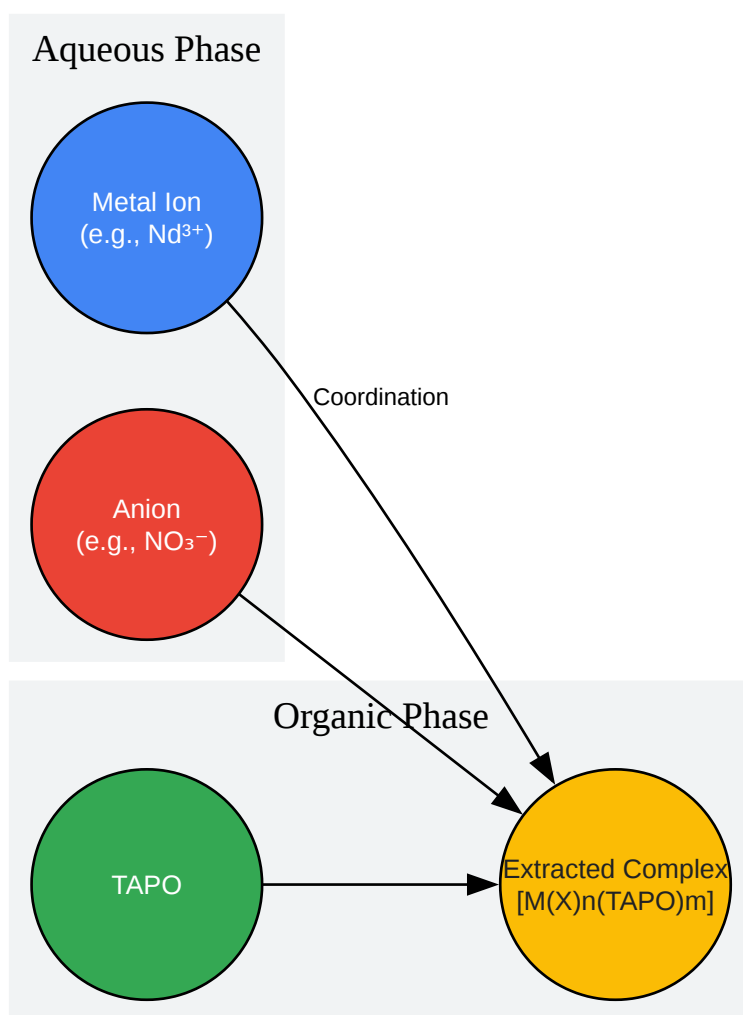 Aqueous Phase
Metal Ion
(e.g., Nd³⁺)
Coordination
Anion
(e.g., NO₃⁻)
Organic Phase
TAPO
Extracted Complex
[M(X)n(TAPO)m]